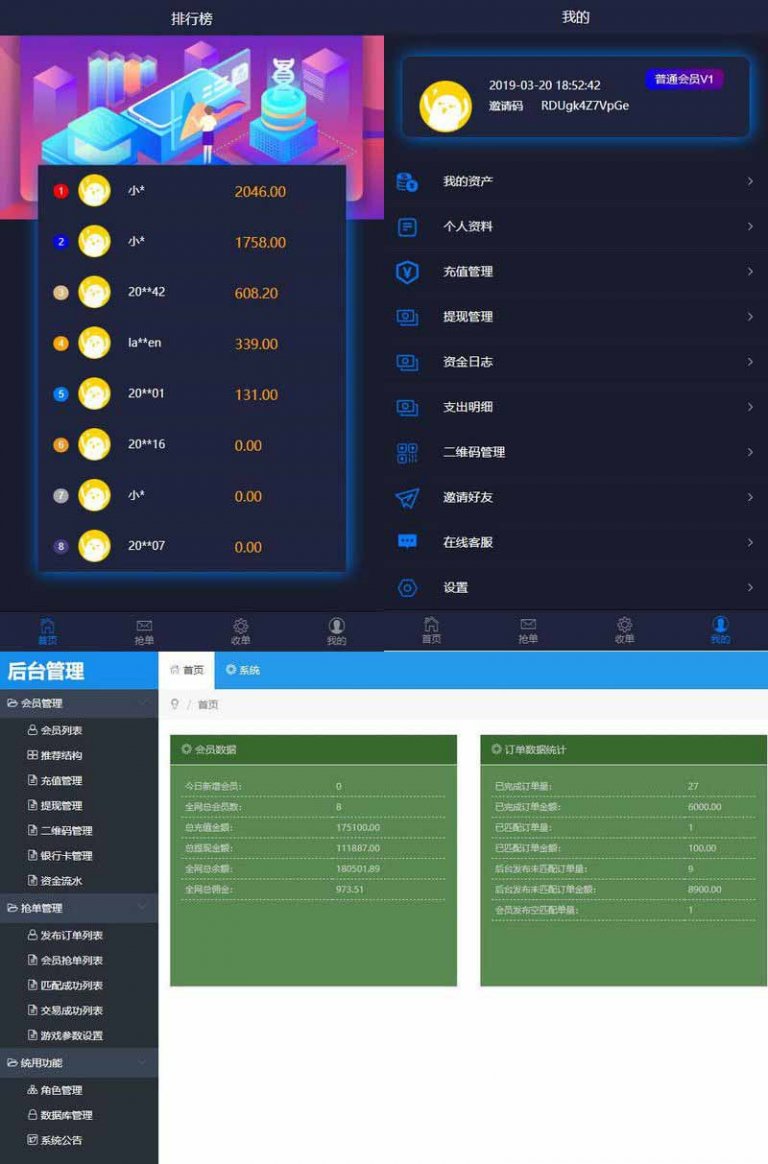 排行榜
1 小* 2046.00
2 小* 1758.00
3 20**42 608.20
4 la**en 339.00
5 20**01 131.00
6 20**16 0.00
7 小* 0.00
8 20**07 0.00
首页 抢单 收单 我的
我的
2019-03-20 18:52:42 普通会员V1
邀请码 RDUgk4Z7VpGe
我的资产
个人资料
充值管理
提现管理
资金日志
支出明细
二维码管理
邀请好友
在线客服
设置
首页 抢单 收单 我的
后台管理
会员管理
会员列表
推荐结构
充值管理
提现管理
二维码管理
银行卡管理
资金流水
抢单管理
发布订单列表
会员抢单列表
匹配成功列表
交易成功列表
游戏参数设置
统用功能
角色管理
数据库管理
系统公告
首页 系统
/ 首页
会员数据
今日新增会员: 0
全网总会员数: 8
总充值金额: 175100.00
总提现金额: 111887.00
全网总余额: 180501.89
全网总佣金: 973.51
订单数据统计
已完成订单量: 27
已完成订单金额: 6000.00
已匹配订单量: 1
已匹配订单金额: 100.00
后台发布未匹配订单量: 9
后台发布未匹配订单金额: 8900.00
会员发布空匹配单量: 1